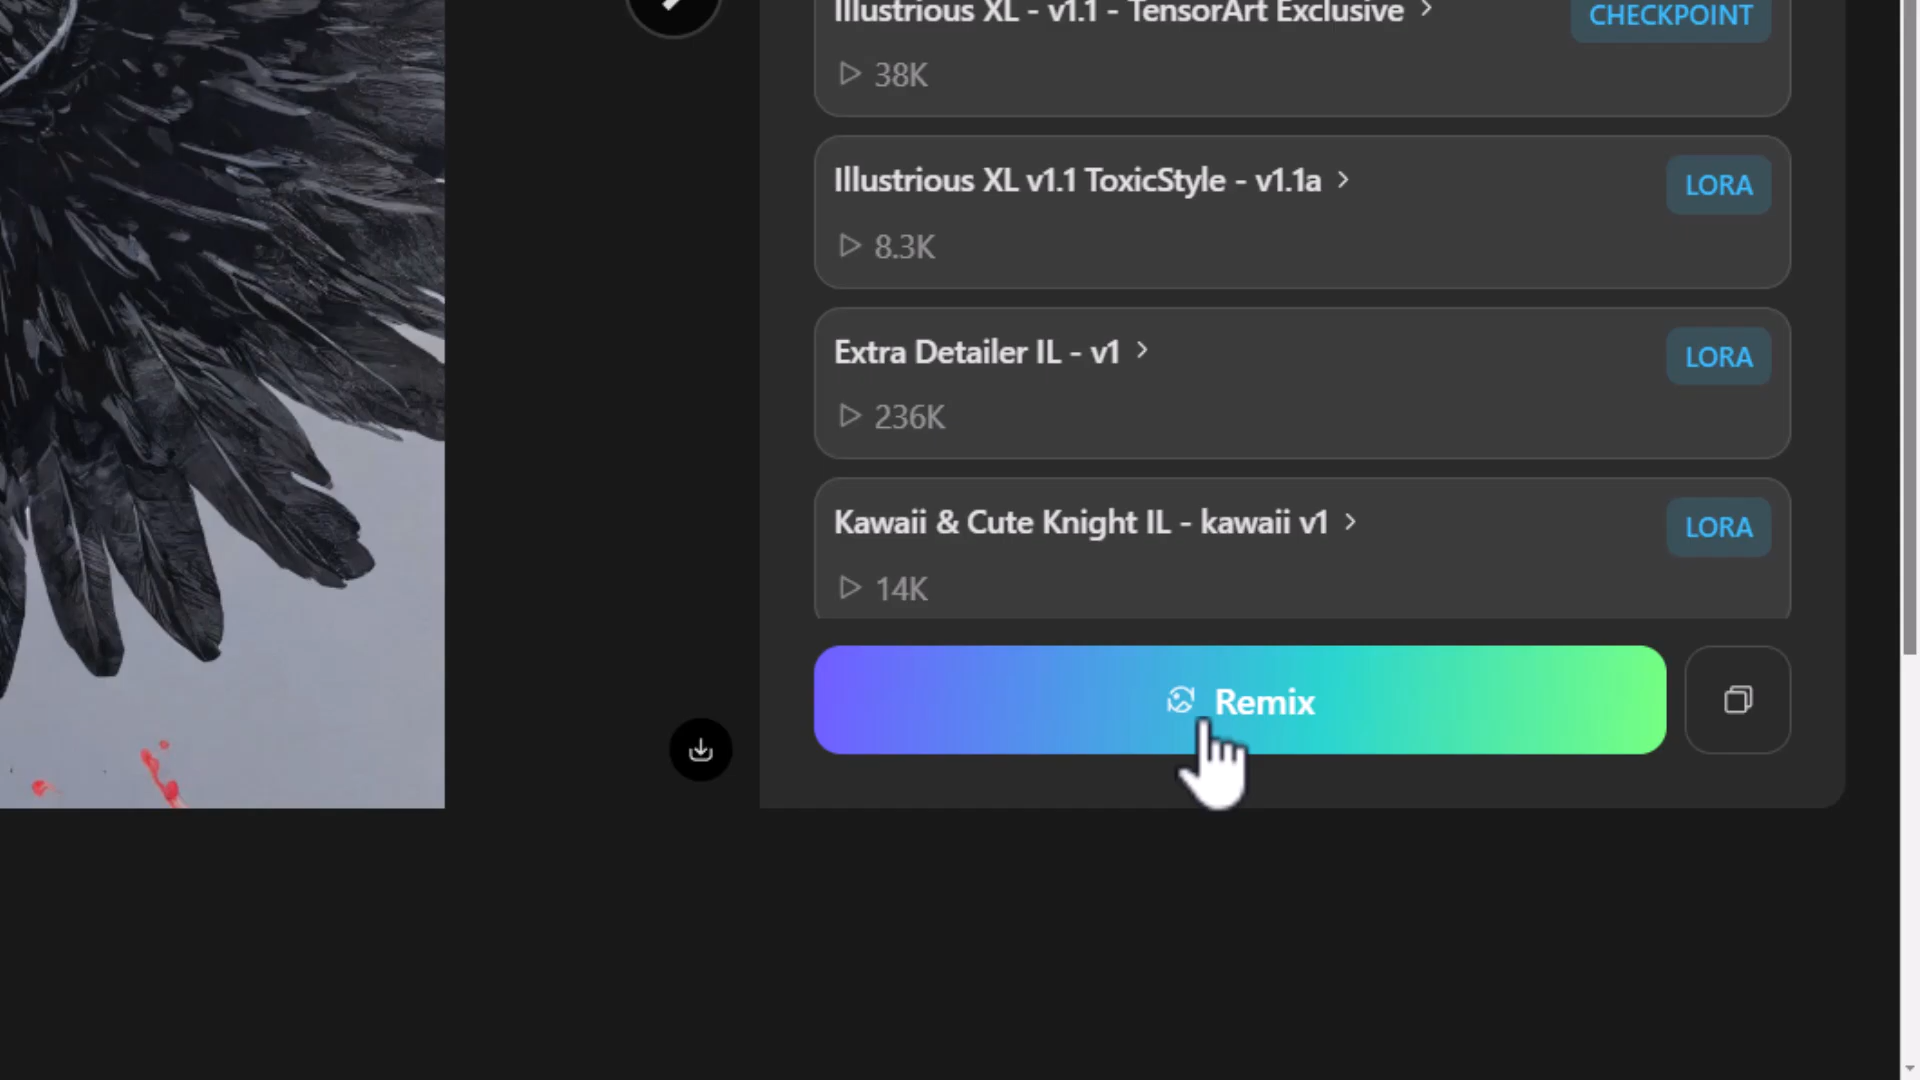 Illustrious XL - v1.1 - TensorArt Exclusive
CHECKPOINT
38K
Illustrious XL v1.1 ToxicStyle - v1.1a
LORA
8.3K
Extra Detailer IL - v1
LORA
236K
Kawaii & Cute Knight IL - kawaii v1
LORA
14K
Remix